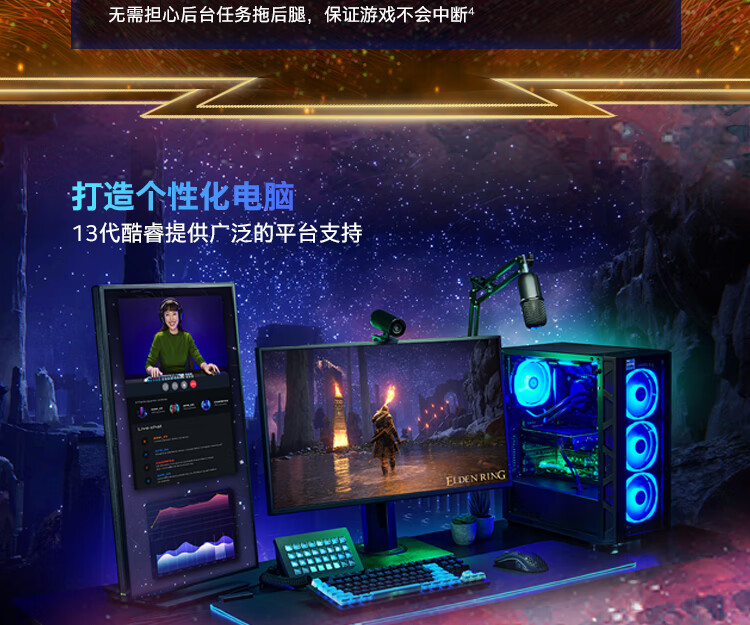 无需担心后台任务拖后腿，保证游戏不会中断⁴
打造个性化电脑
13代酷睿提供广泛的平台支持
Live chat
ELDEN RING